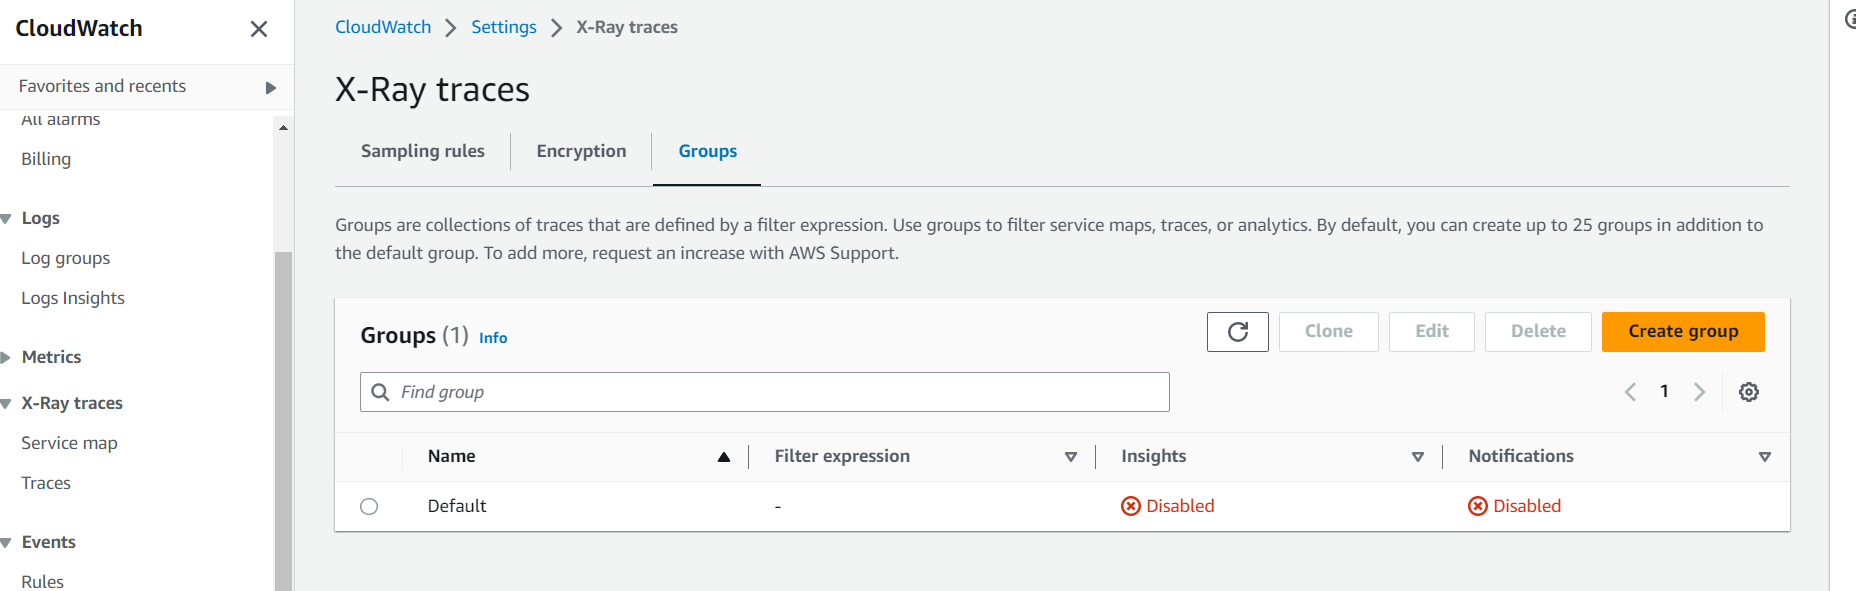 CloudWatch
Favorites and recents
All alarms
Billing
Logs
Log groups
Logs Insights
Metrics
X-Ray traces
Service map
Traces
Events
Rules
CloudWatch Settings X-Ray traces
X-Ray traces
Sampling rules Encryption Groups
Groups are collections of traces that are defined by a filter expression. Use groups to filter service maps, traces, or analytics. By default, you can create up to 25 groups in addition to
the default group. To add more, request an increase with AWS Support.
Groups (1) Info Clone Edit Delete Create group
Find group 1
Name Filter expression Insights Notifications
Default - Disabled Disabled